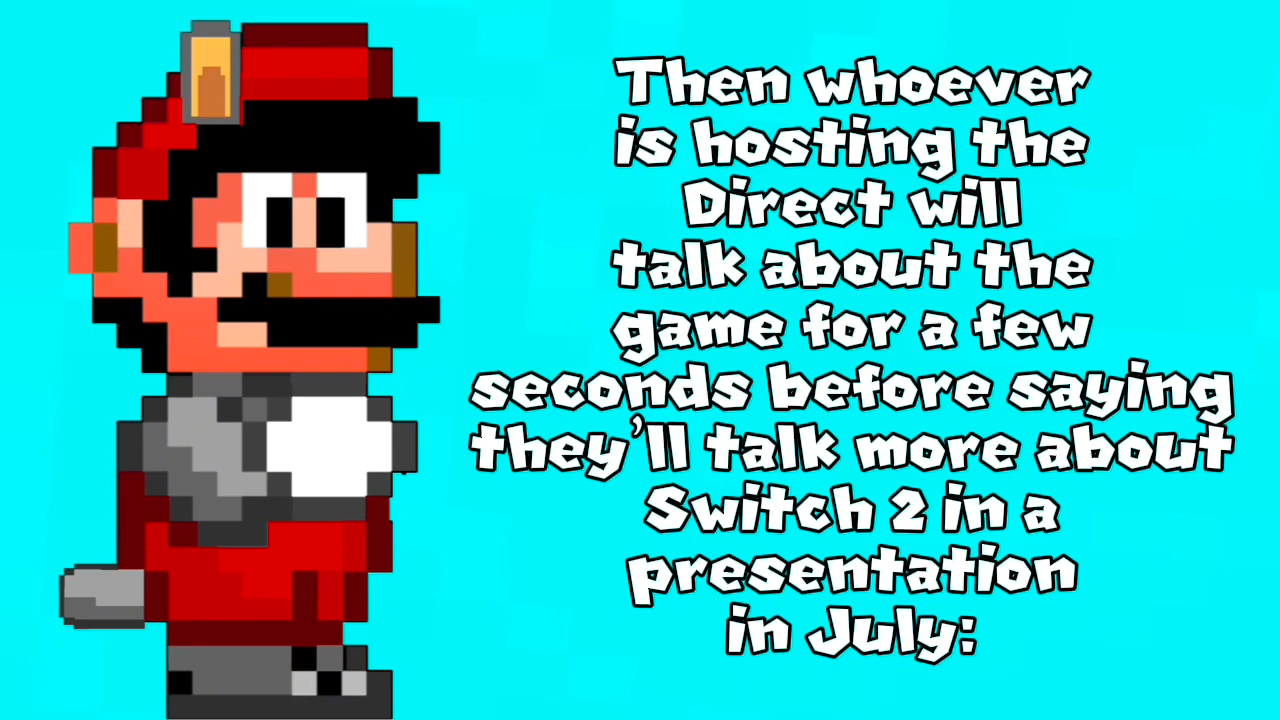 Then whoever
is hosting the
Direct will
talk about the
game for a few
seconds before saying
they'll talk more about
Switch 2 in a
presentation
in July: